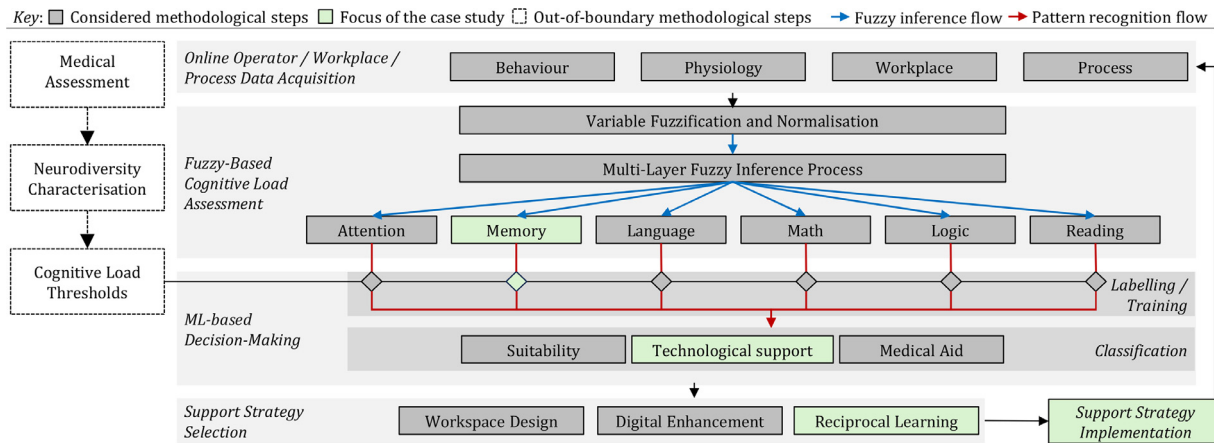 Key: Considered methodological steps Focus of the case study Out-of-boundary methodological steps Fuzzy inference flow Pattern recognition flow
Medical
Assessment
Neurodiversity
Characterisation
Cognitive Load
Thresholds
Online Operator / Workplace /
Process Data Acquisition
Behaviour Physiology Workplace Process
Fuzzy-Based
Cognitive Load
Assessment
Variable Fuzzification and Normalisation
Multi-Layer Fuzzy Inference Process
Attention Memory Language Math Logic Reading
ML-based
Decision-Making
Labelling /
Training
Suitability Technological support Medical Aid Classification
Support Strategy
Selection
Workspace Design Digital Enhancement Reciprocal Learning
Support Strategy
Implementation